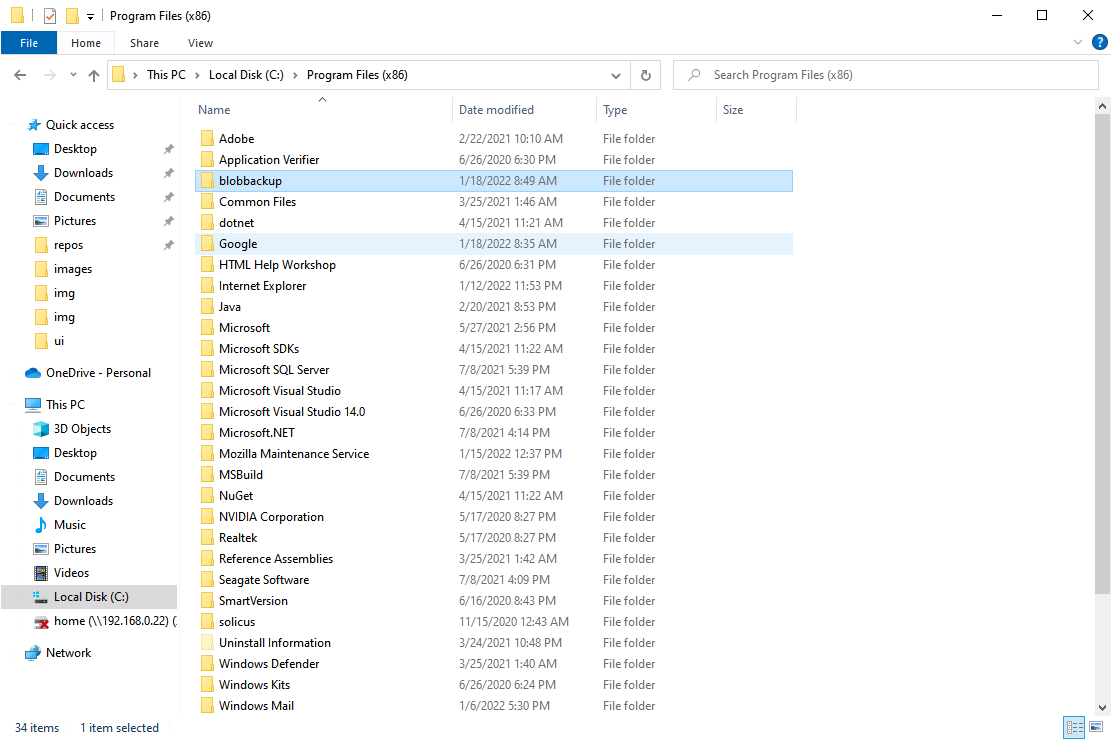 Program Files (x86)
File Home Share View
This PC Local Disk (C:) Program Files (x86) Search Program Files (x86)
Quick access
Desktop
Downloads
Documents
Pictures
repos
images
img
img
ui
OneDrive - Personal
This PC
3D Objects
Desktop
Documents
Downloads
Music
Pictures
Videos
Local Disk (C:)
home (\\192.168.0.22) (
Network
Name Date modified Type Size
Adobe 2/22/2021 10:10 AM File folder
Application Verifier 6/26/2020 6:30 PM File folder
blobbackup 1/18/2022 8:49 AM File folder
Common Files 3/25/2021 1:46 AM File folder
dotnet 4/15/2021 11:21 AM File folder
Google 1/18/2022 8:35 AM File folder
HTML Help Workshop 6/26/2020 6:31 PM File folder
Internet Explorer 1/12/2022 11:53 PM File folder
Java 2/20/2021 8:53 PM File folder
Microsoft 5/27/2021 2:56 PM File folder
Microsoft SDKs 4/15/2021 11:22 AM File folder
Microsoft SQL Server 7/8/2021 5:39 PM File folder
Microsoft Visual Studio 4/15/2021 11:17 AM File folder
Microsoft Visual Studio 14.0 6/26/2020 6:33 PM File folder
Microsoft.NET 7/8/2021 4:14 PM File folder
Mozilla Maintenance Service 1/15/2022 12:37 PM File folder
MSBuild 7/8/2021 5:39 PM File folder
NuGet 4/15/2021 11:22 AM File folder
NVIDIA Corporation 5/17/2020 8:27 PM File folder
Realtek 5/17/2020 8:27 PM File folder
Reference Assemblies 3/25/2021 1:42 AM File folder
Seagate Software 7/8/2021 4:09 PM File folder
SmartVersion 6/16/2020 8:43 PM File folder
solicus 11/15/2020 12:43 AM File folder
Uninstall Information 3/24/2021 10:48 PM File folder
Windows Defender 3/25/2021 1:40 AM File folder
Windows Kits 6/26/2020 6:24 PM File folder
Windows Mail 1/6/2022 5:30 PM File folder
34 items 1 item selected